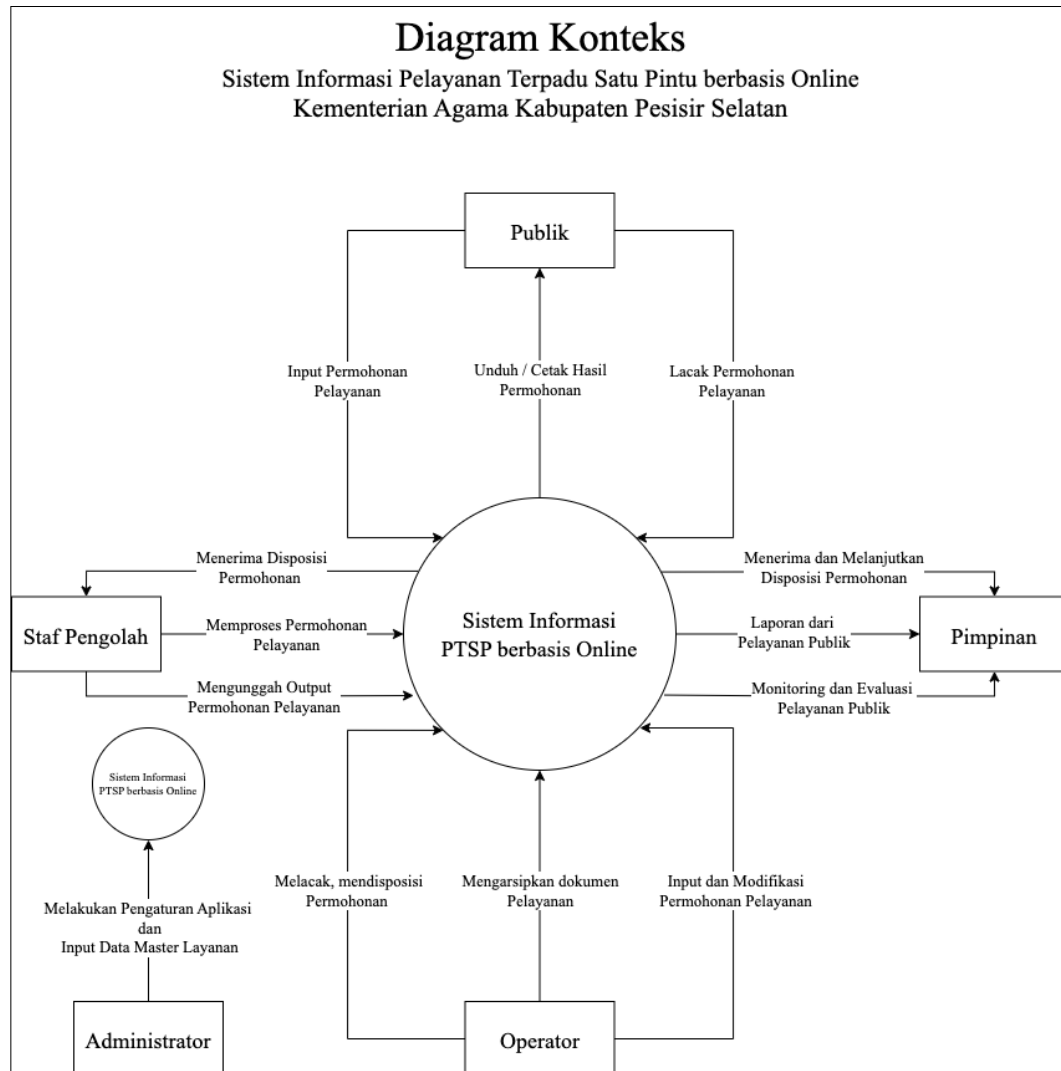 Diagram Konteks
Sistem Informasi Pelayanan Terpadu Satu Pintu berbasis Online
Kementerian Agama Kabupaten Pesisir Selatan
Publik
Input Permohonan
Pelayanan
Unduh / Cetak Hasil
Permohonan
Lacak Permohonan
Pelayanan
Menerima Disposisi
Permohonan
Menerima dan Melanjutkan
Disposisi Permohonan
Staf Pengolah
Memproses Permohonan
Pelayanan
Sistem Informasi
PTSP berbasis Online
Laporan dari
Pelayanan Publik
Pimpinan
Mengunggah Output
Permohonan Pelayanan
Monitoring dan Evaluasi
Pelayanan Publik
Sistem Informasi
PTSP berbasis Online
Melakukan Pengaturan Aplikasi
dan
Input Data Master Layanan
Melacak, mendisposisi
Permohonan
Mengarsipkan dokumen
Pelayanan
Input dan Modifikasi
Permohonan Pelayanan
Administrator
Operator